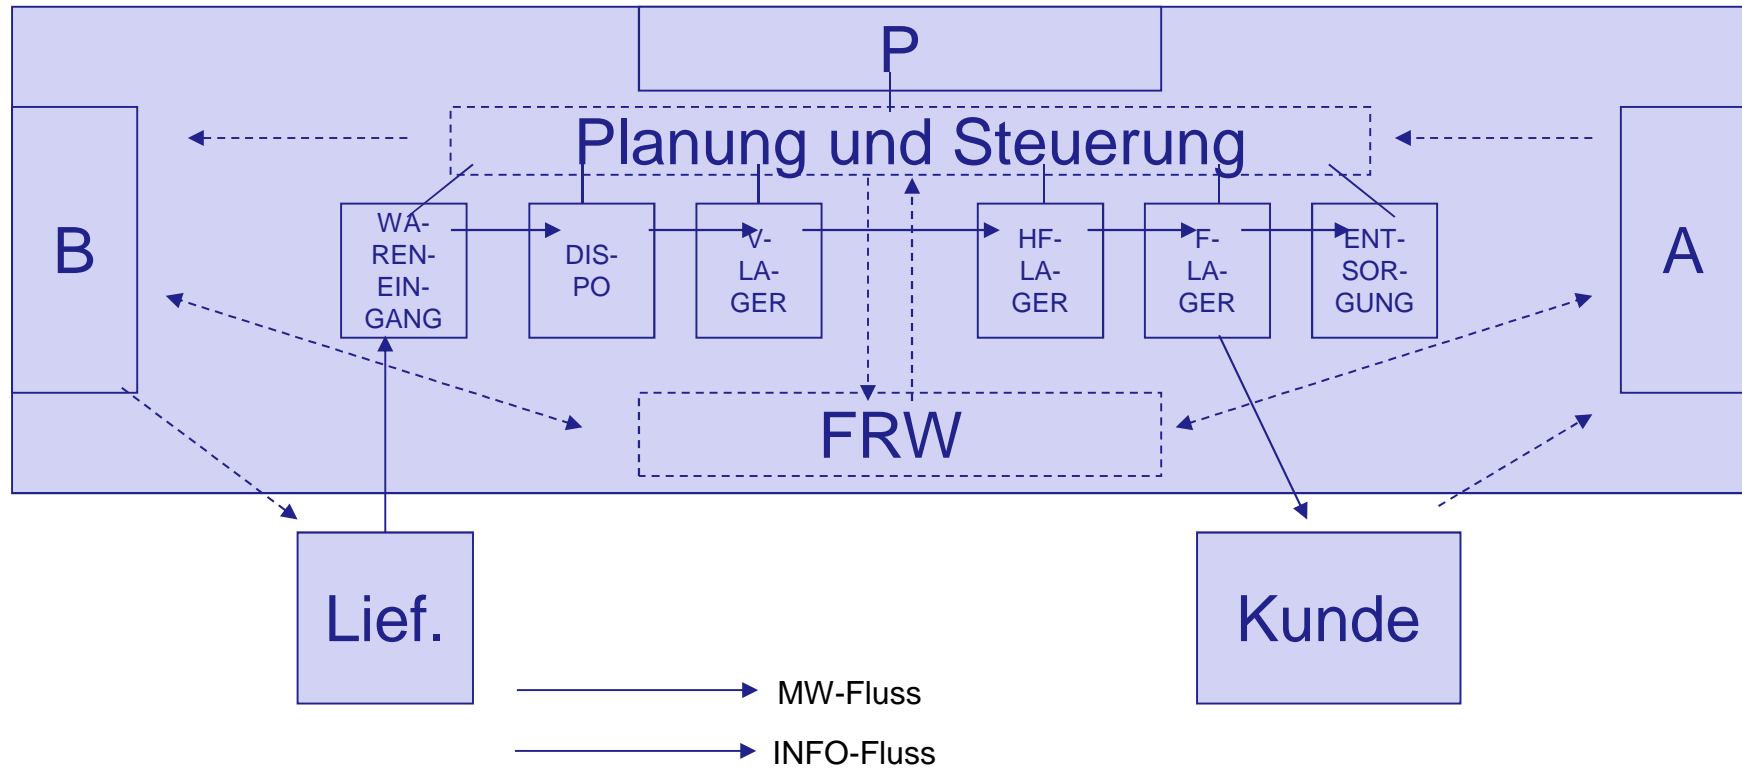 P
Planung und Steuerung
B
WA-
REN-
EIN-
GANG
DIS-
PO
V-
LA-
GER
HF-
LA-
GER
F-
LA-
GER
ENT-
SOR-
GUNG
A
FRW
Lief.
Kunde
MW-Fluss
INFO-Fluss